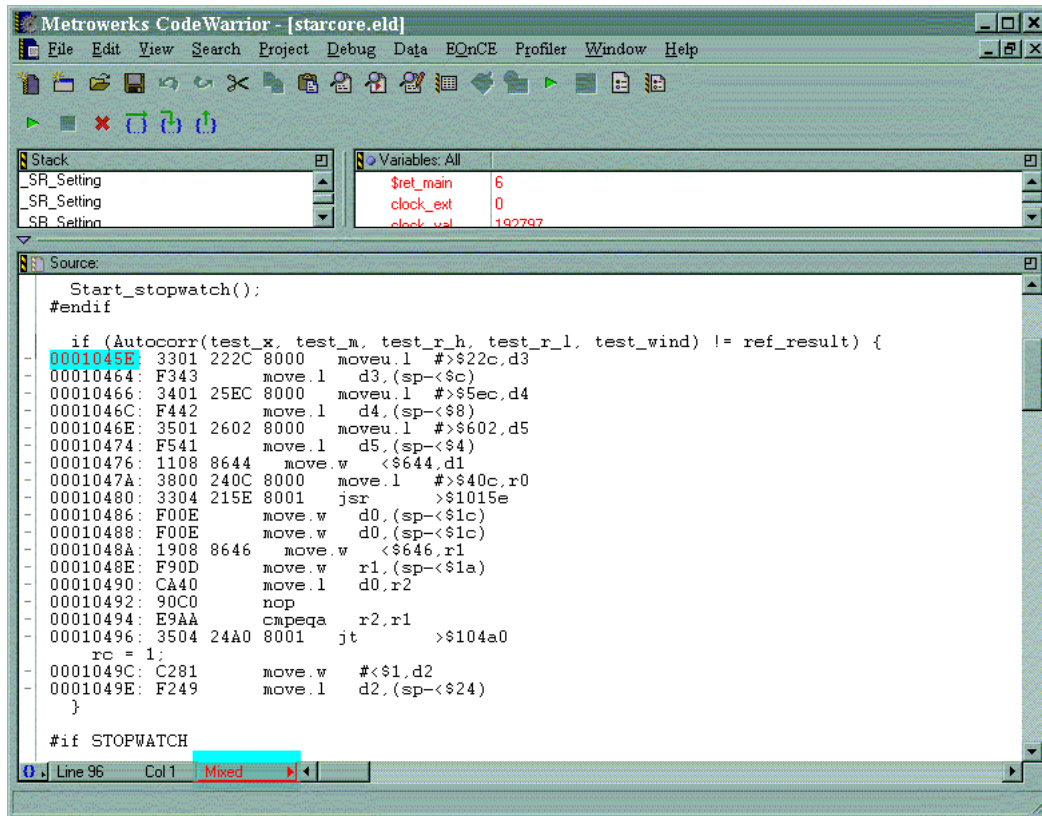 Metrowerks CodeWarrior - [starcore.eld]
File Edit View Search Project Debug Data EOnCE Profiler Window Help
Stack
_SR_Setting
_SR_Setting
_SR_Setting
Variables: All
$ret_main 6
clock_ext 0
clock_val 192797
Source:
Start_stopwatch();
#endif
if (Autocorr(test_x, test_m, test_r_h, test_r_l, test_wind) != ref_result) {
0001045E: 3301 222C 8000 moveu.l #>$22c,d3
00010464: F343 move.l d3,(sp-<$c)
00010466: 3401 25EC 8000 moveu.l #>$5ec,d4
0001046C: F442 move.l d4,(sp-<$8)
0001046E: 3501 2602 8000 moveu.l #>$602,d5
00010474: F541 move.l d5,(sp-<$4)
00010476: 1108 8644 move.w <$644,d1
0001047A: 3800 240C 8000 move.l #>$40c,r0
00010480: 3304 215E 8001 jsr >$1015e
00010486: F00E move.w d0,(sp-<$1c)
00010488: F00E move.w d0,(sp-<$1c)
0001048A: 1908 8646 move.w <$646,r1
0001048E: F90D move.w r1,(sp-<$1a)
00010490: CA40 move.l d0,r2
00010492: 90C0 nop
00010494: E9AA cmpeqa r2,r1
00010496: 3504 24A0 8001 jt >$104a0
rc = 1;
0001049C: C281 move.w #<$1,d2
0001049E: F249 move.l d2,(sp-<$24)
}
#if STOPWATCH
Line 96 Col 1 Mixed